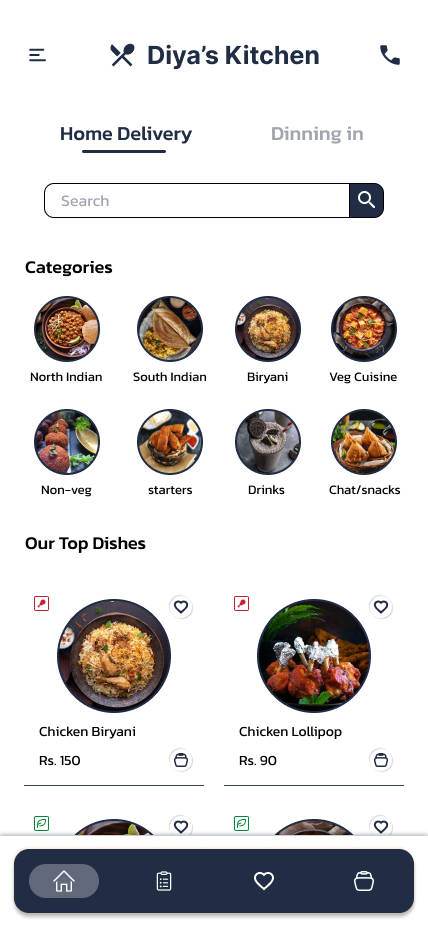 Diya's Kitchen
Home Delivery Dinning in
Search
Categories
North Indian South Indian Biryani Veg Cuisine
Non-veg starters Drinks Chat/snacks
Our Top Dishes
Chicken Biryani Chicken Lollipop
Rs. 150 Rs. 90